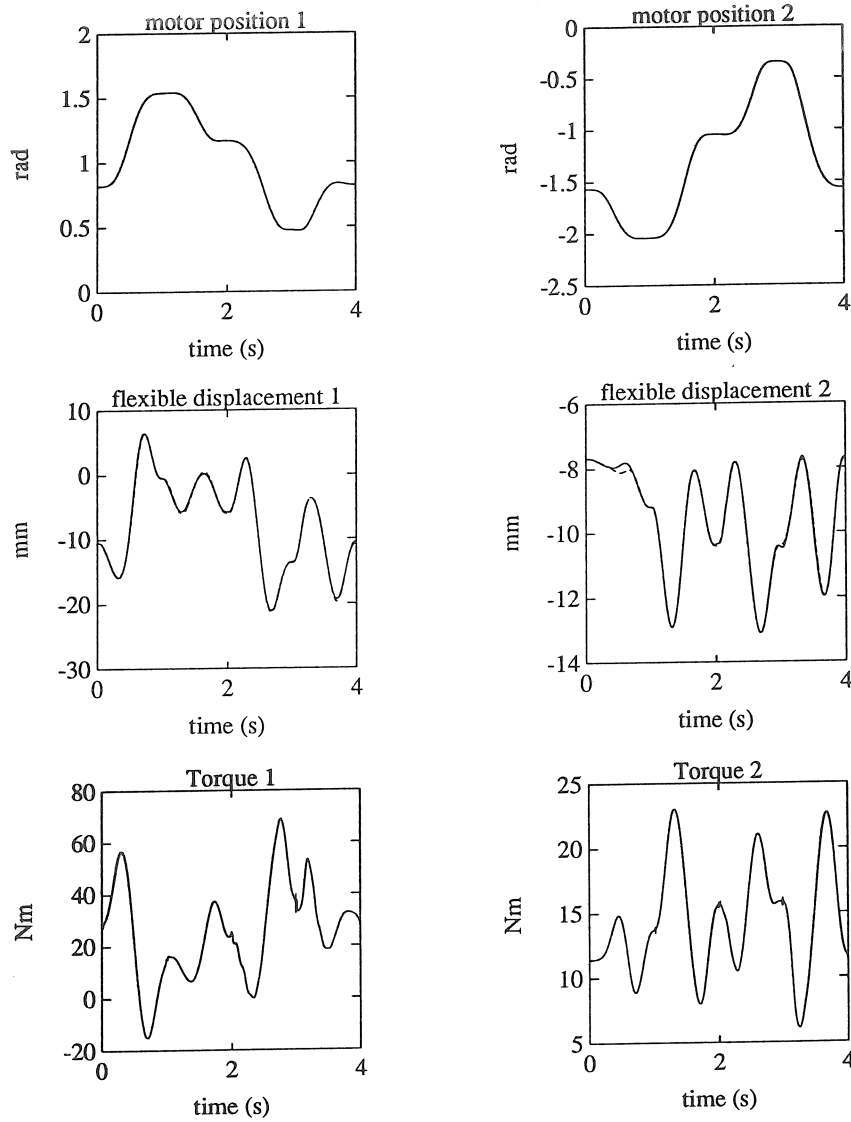 motor position 1
2
1.5
1
0.5
0
rad
0
2
4
time (s)
motor position 2
0
-0.5
-1
-1.5
-2
-2.5
rad
0
2
4
time (s)
flexible displacement 1
10
0
-10
-20
-30
mm
0
2
4
time (s)
flexible displacement 2
-6
-8
-10
-12
-14
mm
0
2
4
time (s)
Torque 1
80
60
40
20
0
-20
Nm
0
2
4
time (s)
Torque 2
25
20
15
10
5
Nm
0
2
4
time (s)